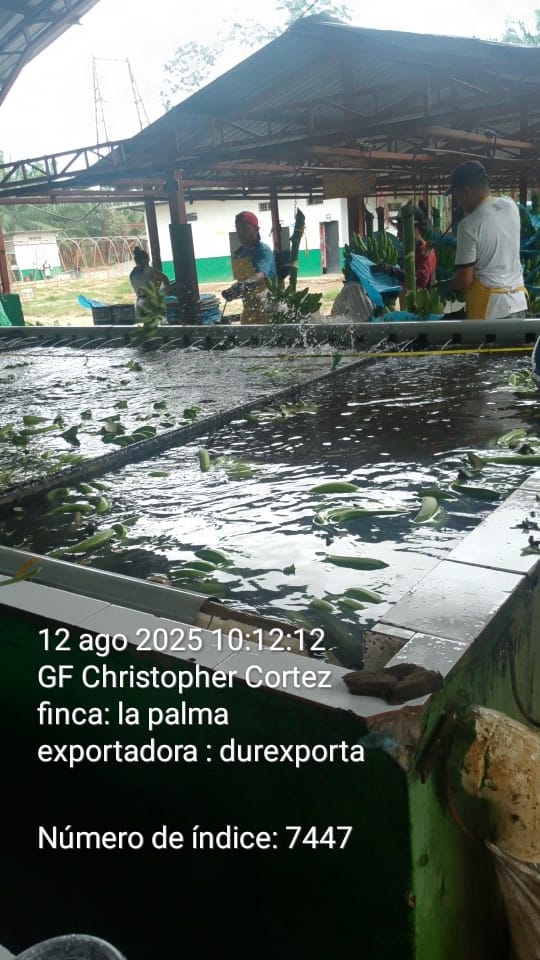 12 ago 2025 10:12:12
GF Christopher Cortez
finca: la palma
exportadora : durexporta
Número de índice: 7447